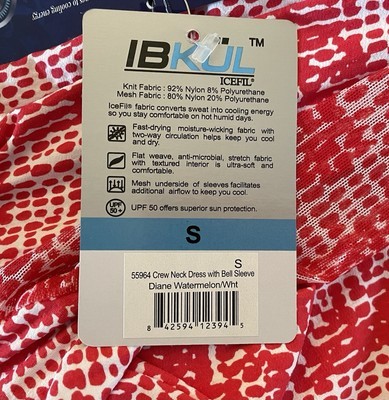 to cooling energy
IBKÜL™
ICEFIL®
Knit Fabric : 92% Nylon 8% Polyurethane
Mesh Fabric : 80% Nylon 20% Polyurethane
IceFil® fabric converts sweat into cooling energy
so you stay comfortable on hot humid days.
Fast-drying moisture-wicking fabric with
two-way circulation helps keep you cool
and dry.
Flat weave, anti-microbial, stretch fabric
with textured interior is ultra-soft and
comfortable.
Mesh underside of sleeves facilitates
additional airflow to keep you cool.
UPF
50+
UPF 50 offers superior sun protection.
S
S
55964 Crew Neck Dress with Bell Sleeve
Diane Watermelon/Wht
8 42594 12394 5